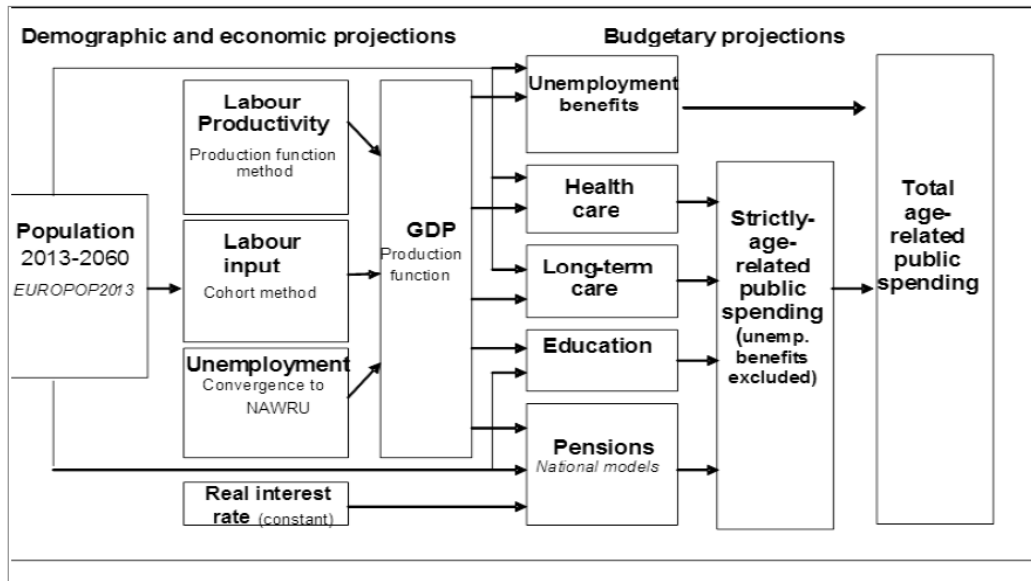 Demographic and economic projections
Budgetary projections
Population
2013-2060
EUROPOP2013
Labour
Productivity
Production function
method
Labour
input
Cohort method
Unemployment
Convergence to
NAWRU
Real interest
rate (constant)
GDP
Production
function
Unemployment
benefits
Health
care
Long-term
care
Education
Pensions
National models
Strictly-
age-
related
public
spending
(unemp.
benefits
excluded)
Total
age-
related
public
spending